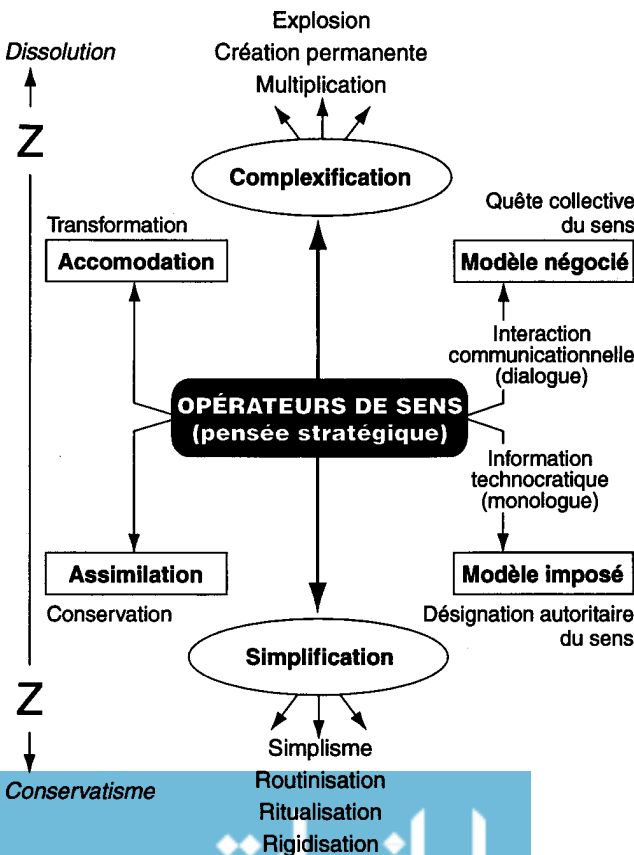 Explosion
Dissolution
Création permanente
Multiplication
Z
Complexification
Transformation
Accomodation
Quête collective
du sens
Modèle négocié
Interaction
communicationnelle
(dialogue)
OPÉRATEURS DE SENS
(pensée stratégique)
Information
technocratique
(monologue)
Assimilation
Conservation
Modèle imposé
Désignation autoritaire
du sens
Simplification
Z
Simplisme
Conservatisme
Routinisation
Ritualisation
Rigidisation